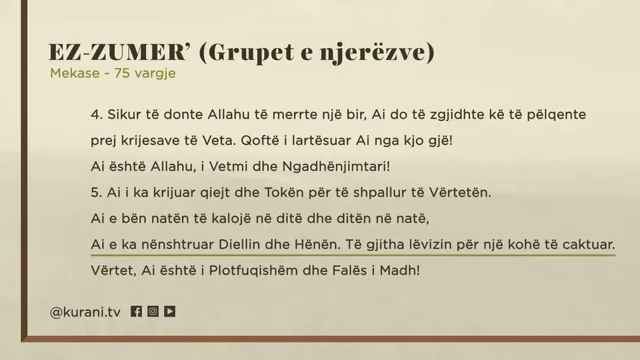 EZ-ZUMER’ (Grupet e njerëzve)
Mekase - 75 vargje
4. Sikur të donte Allahu të merrte një bir, Ai do të zgjidhte kë të pëlqente
prej krijesave të Veta. Qoftë i lartësuar Ai nga kjo gjë!
Ai është Allahu, i Vetmi dhe Ngadhënjimtari!
5. Ai i ka krijuar qiejt dhe Tokën për të shpallur të Vërtetën.
Ai e bën natën të kalojë në ditë dhe ditën në natë,
Ai e ka nënshtruar Diellin dhe Hënën. Të gjitha lëvizin për një kohë të caktuar.
Vërtet, Ai është i Plotfuqishëm dhe Falës i Madh!
@kurani.tv